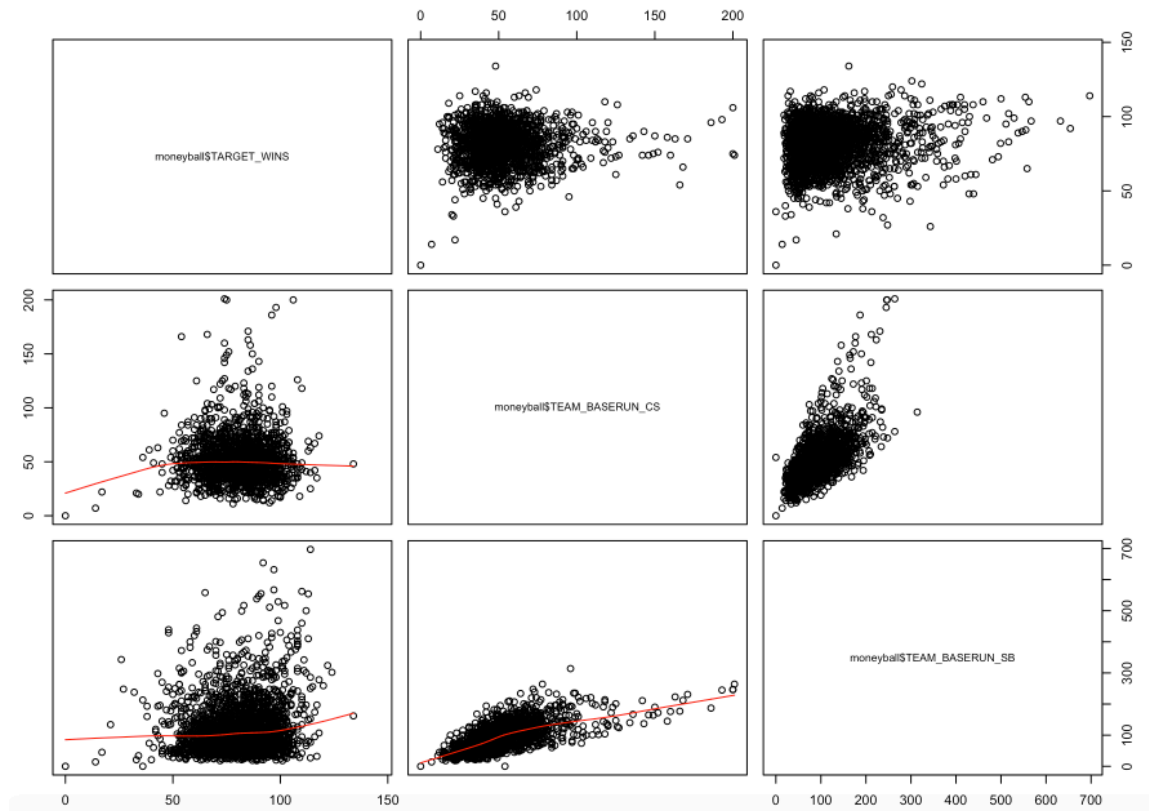 0 50 100 150 200
moneyball$TARGET_WINS
0 50 100 150
0 50 100 150 200
moneyball$TEAM_BASERUN_CS
moneyball$TEAM_BASERUN_SB
0 100 300 500 700
0 50 100 150
0 100 200 300 400 500 600 700